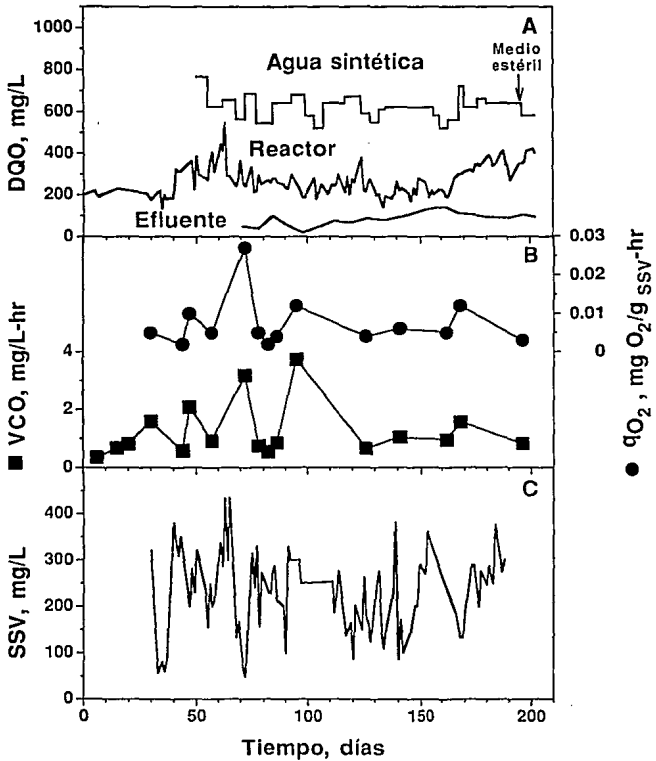 1000
800
600
400
200
0
DQO, mg/L
A
Agua sintética
Medio
estéril
Reactor
Efluente
B
0.03
0.02
0.01
0
qO2 , mg O2/g SSV-hr
4
2
0
VCO, mg/L-hr
C
400
300
200
100
0
SSV, mg/L
0 50 100 150 200
Tiempo, días